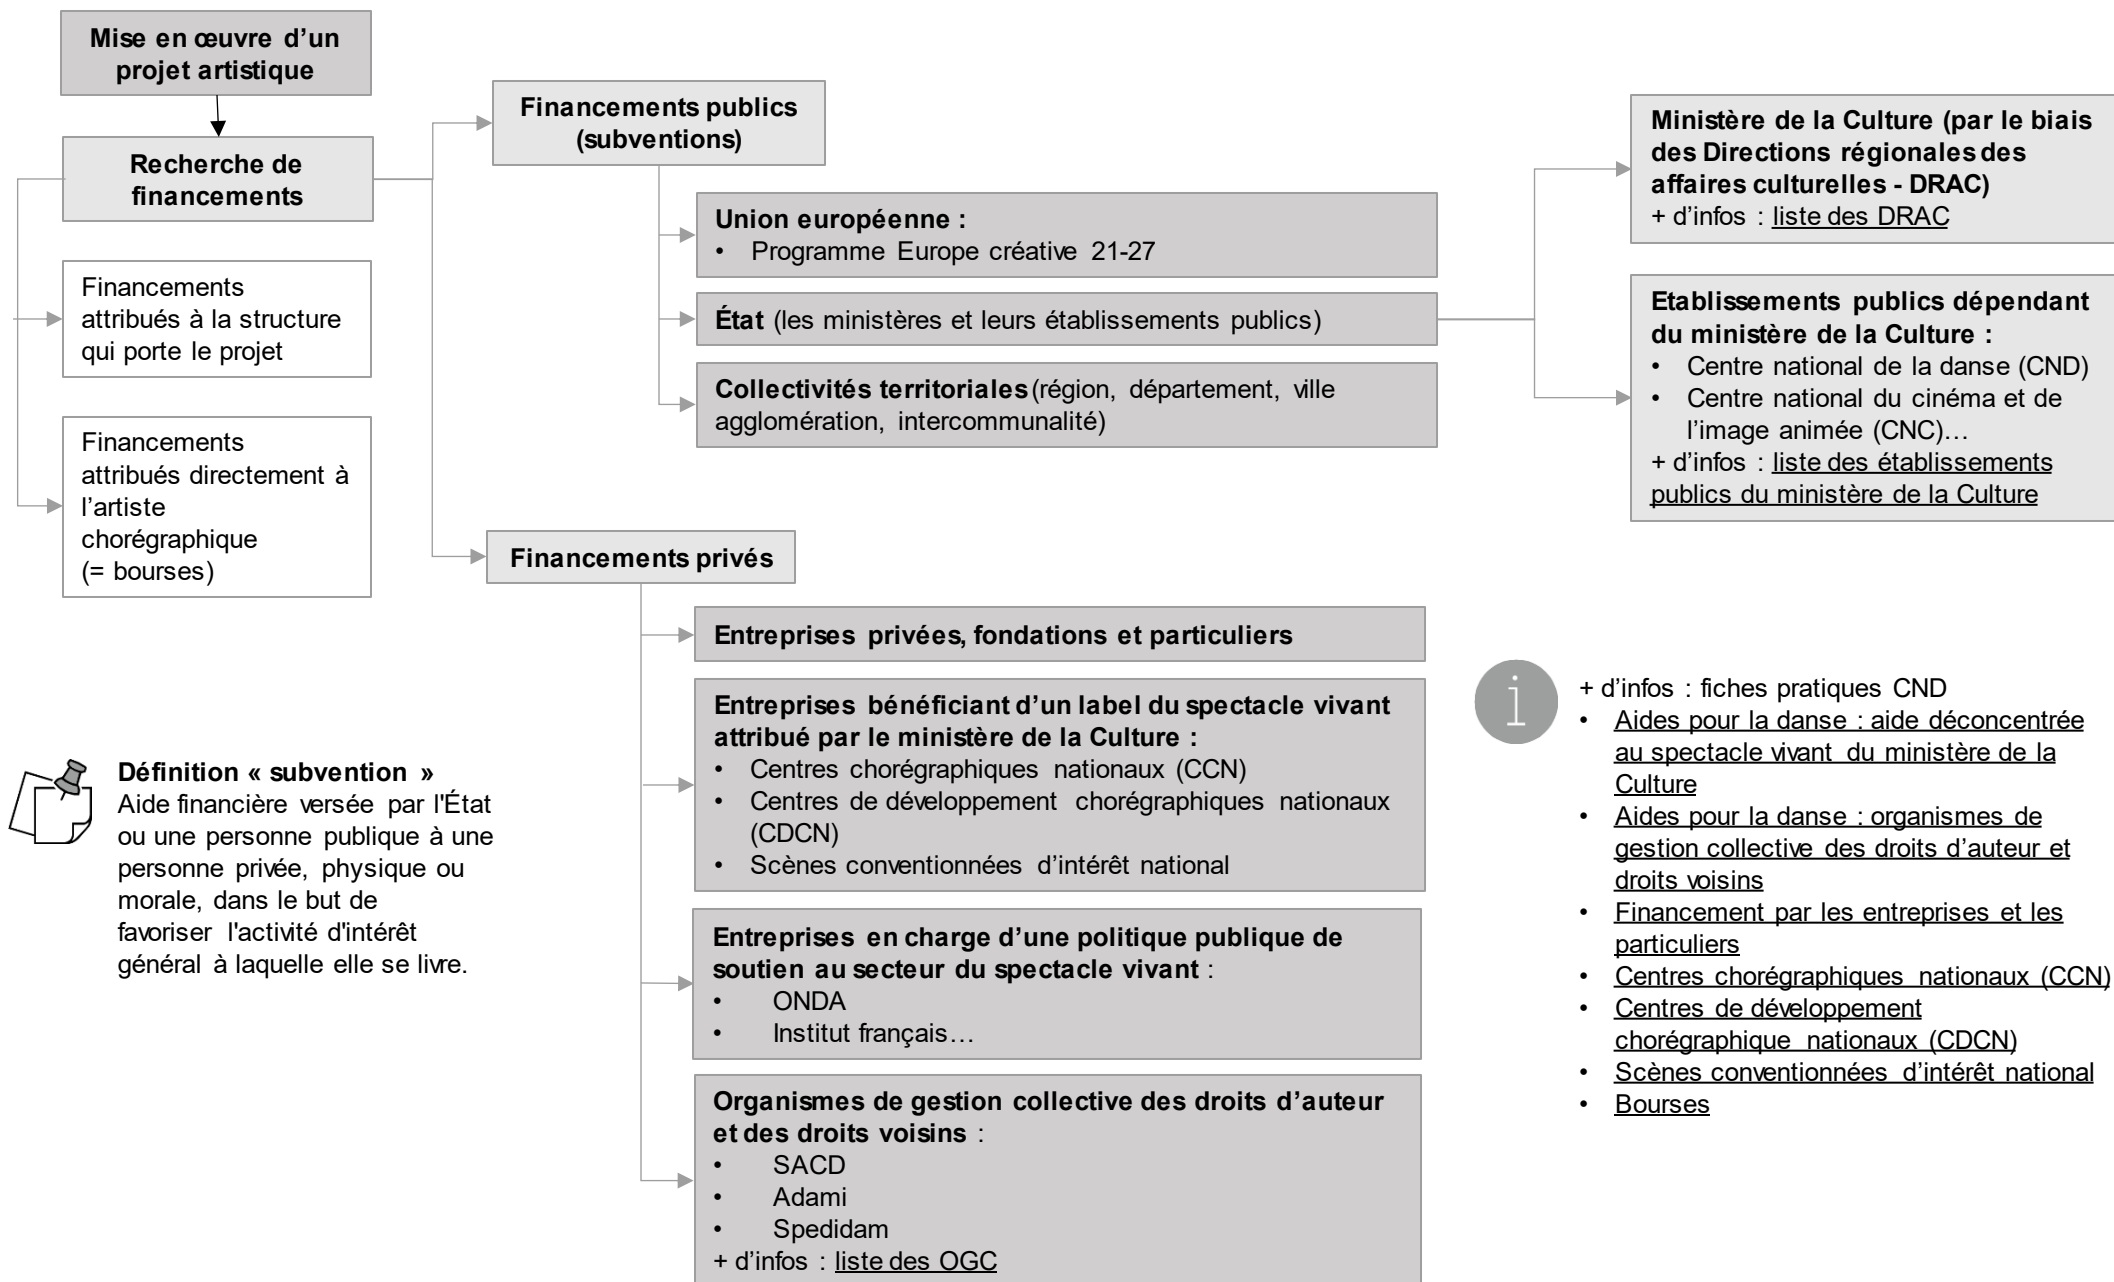 Mise en œuvre d’un
projet artistique
Recherche de
financements
Financements
attribués à la structure
qui porte le projet
Financements
attribués directement à
l’artiste
chorégraphique
(= bourses)
Financements publics
(subventions)
Union européenne :
• Programme Europe créative 21-27
État (les ministères et leurs établissements publics)
Collectivités territoriales (région, département, ville
agglomération, intercommunalité)
Ministère de la Culture (par le biais
des Directions régionales des
affaires culturelles - DRAC)
+ d’infos : liste des DRAC
Etablissements publics dépendant
du ministère de la Culture :
• Centre national de la danse (CND)
• Centre national du cinéma et de
l’image animée (CNC)…
+ d’infos : liste des établissements
publics du ministère de la Culture
Financements privés
Entreprises privées, fondations et particuliers
Entreprises bénéficiant d’un label du spectacle vivant
attribué par le ministère de la Culture :
• Centres chorégraphiques nationaux (CCN)
• Centres de développement chorégraphiques nationaux
(CDCN)
• Scènes conventionnées d’intérêt national
Entreprises en charge d’une politique publique de
soutien au secteur du spectacle vivant :
• ONDA
• Institut français…
Organismes de gestion collective des droits d’auteur
et des droits voisins :
• SACD
• Adami
• Spedidam
+ d’infos : liste des OGC
Définition « subvention »
Aide financière versée par l'État
ou une personne publique à une
personne privée, physique ou
morale, dans le but de
favoriser l'activité d'intérêt
général à laquelle elle se livre.
i
+ d’infos : fiches pratiques CND
• Aides pour la danse : aide déconcentrée
au spectacle vivant du ministère de la
Culture
• Aides pour la danse : organismes de
gestion collective des droits d’auteur et
droits voisins
• Financement par les entreprises et les
particuliers
• Centres chorégraphiques nationaux (CCN)
• Centres de développement
chorégraphique nationaux (CDCN)
• Scènes conventionnées d’intérêt national
• Bourses